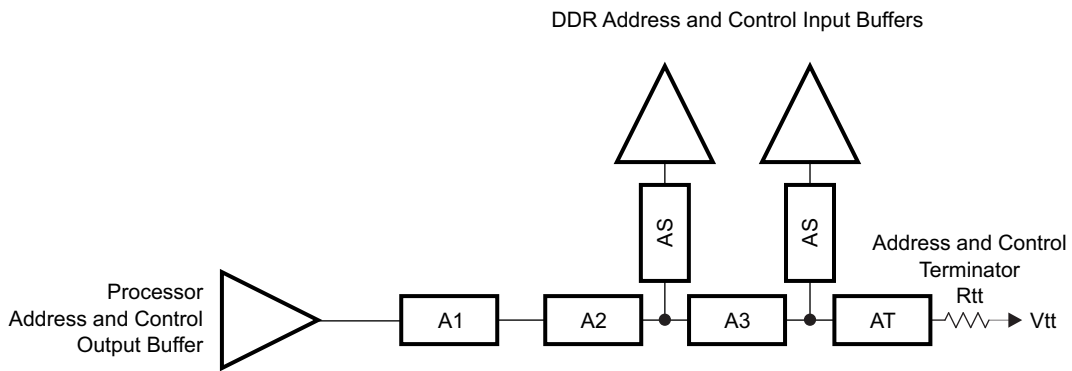 DDR Address and Control Input Buffers
AS
AS
Processor
Address and Control
Output Buffer
A1
A2
A3
AT
Address and Control
Terminator
Rtt
Vtt